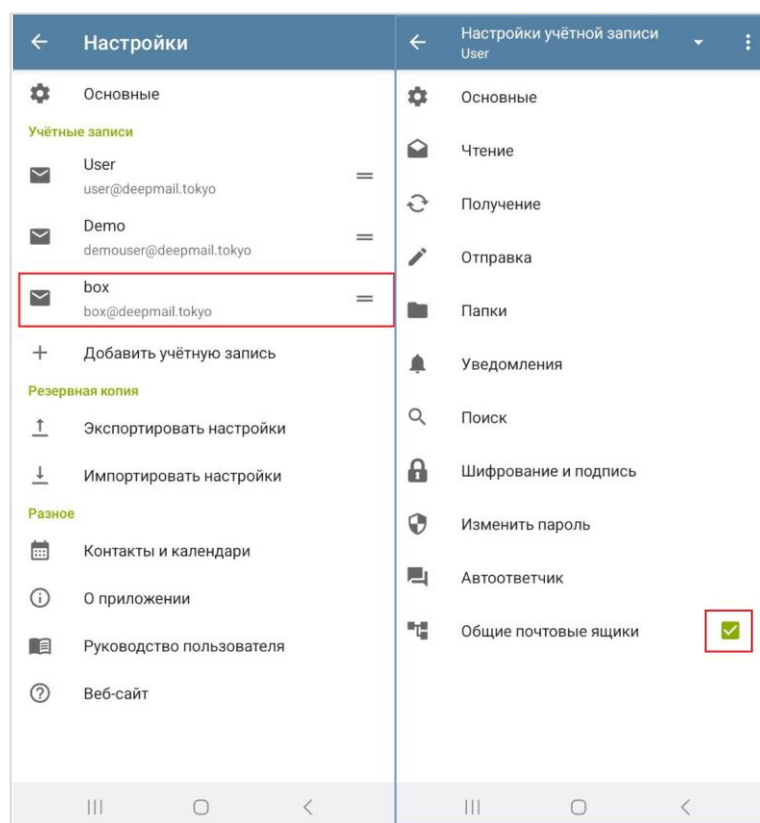 Настройки
Основные
Учётные записи
User
user@deepmail.tokyo
Demo
demouser@deepmail.tokyo
box
box@deepmail.tokyo
Добавить учётную запись
Резервная копия
Экспортировать настройки
Импортировать настройки
Разное
Контакты и календари
О приложении
Руководство пользователя
Веб-сайт
Настройки учётной записи
User
Основные
Чтение
Получение
Отправка
Папки
Уведомления
Поиск
Шифрование и подпись
Изменить пароль
Автоответчик
Общие почтовые ящики